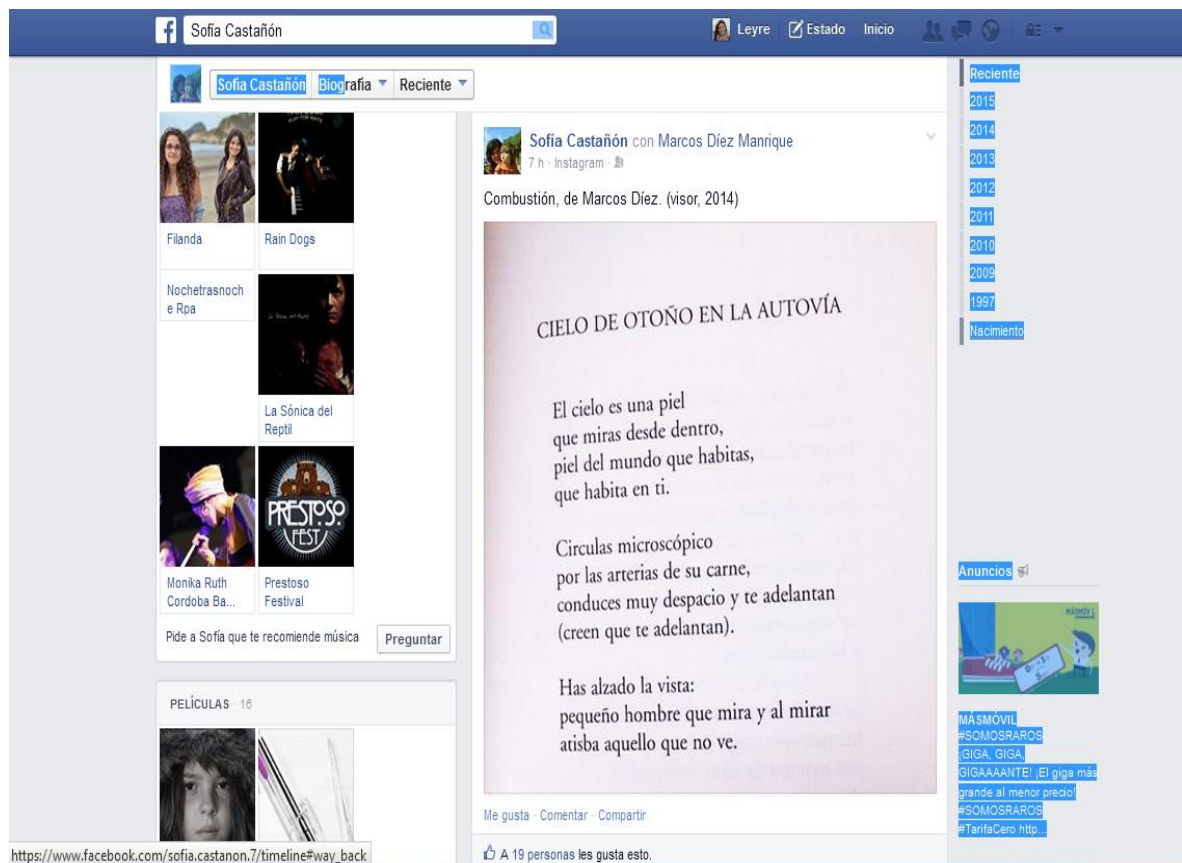 Sofía Castañón
Leyre Estado Inicio
Sofía Castañón Biografía Reciente
Filanda
Rain Dogs
Nochetrasnoch
e Rpa
La Sónica del
Reptil
PRESTOSO
FEST
Monika Ruth
Cordoba Ba...
Prestoso
Festival
Pide a Sofía que te recomiende música
Preguntar
PELÍCULAS · 16
Sofía Castañón con Marcos Díez Manrique
7 h · Instagram ·
Combustión, de Marcos Díez. (visor, 2014)
CIELO DE OTOÑO EN LA AUTOVÍA
El cielo es una piel
que miras desde dentro,
piel del mundo que habitas,
que habita en ti.
Circulas microscópico
por las arterias de su carne,
conduces muy despacio y te adelantan
(creen que te adelantan).
Has alzado la vista:
pequeño hombre que mira y al mirar
atisba aquello que no ve.
Me gusta · Comentar · Compartir
A 19 personas les gusta esto.
Reciente
2015
2014
2013
2012
2011
2010
2009
1997
Nacimiento
Anuncios
MÁSMÓVIL
MÁSMÓVIL
#SOMOSRAROS
¡GIGA, GIGA,
GIGAAAANTE! ¡El giga más
grande al menor precio!
#SOMOSRAROS
#TarifaCero http...
https://www.facebook.com/sofia.castanon.7/timeline#way_back